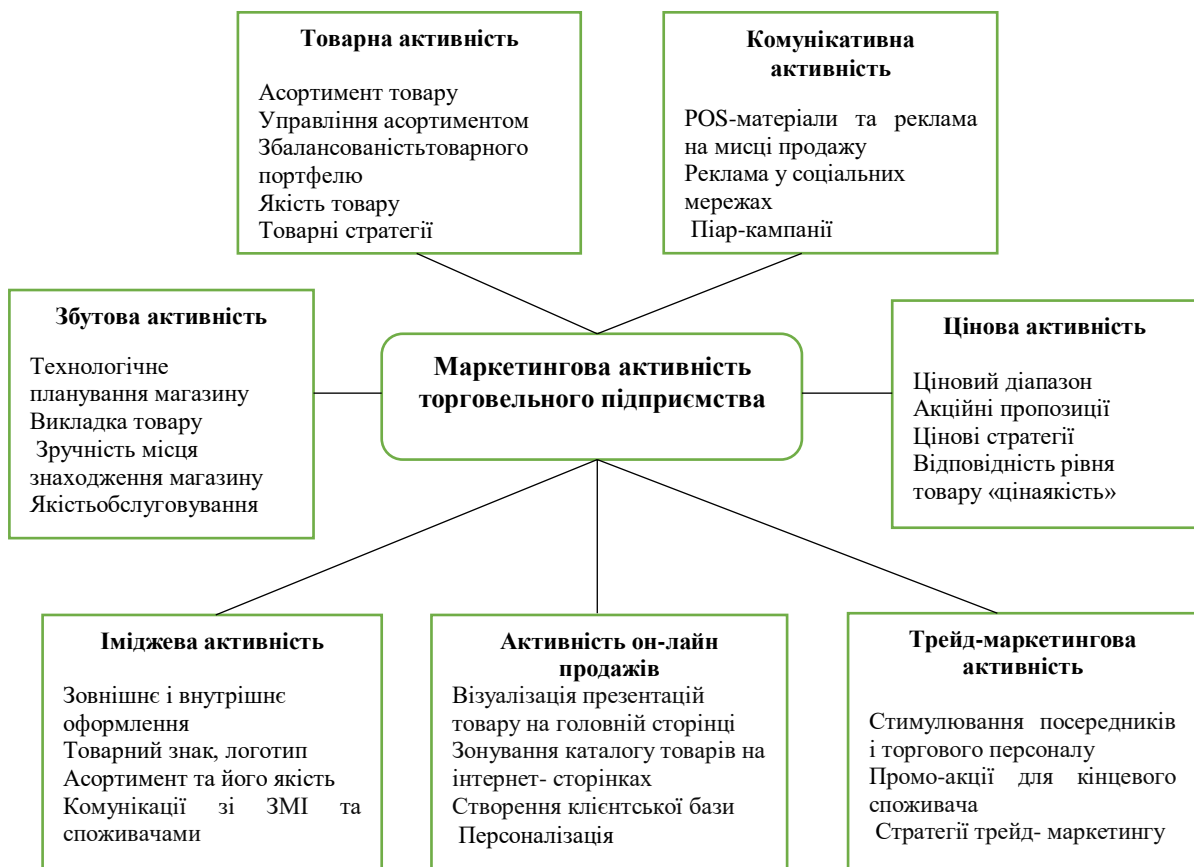 Товарна активність
Асортимент товару
Управління асортиментом
Збалансованістьтоварного
портфелю
Якість товару
Товарні стратегії
Комунікативна
активність
POS-матеріали та реклама
на мисці продажу
Реклама у соціальних
мережах
Піар-кампанії
Збутова активність
Технологічне
планування магазину
Викладка товару
Зручність місця
знаходження магазину
Якістьобслуговування
Маркетингова активність
торговельного підприємства
Цінова активність
Ціновий діапазон
Акційні пропозиції
Цінові стратегії
Відповідність рівня
товару «цінаякість»
Іміджева активність
Зовнішнє і внутрішнє
оформлення
Товарний знак, логотип
Асортимент та його якість
Комунікації зі ЗМІ та
споживачами
Активність он-лайн
продажів
Візуалізація презентацій
товару на головній сторінці
Зонування каталогу товарів на
інтернет- сторінках
Створення клієнтської бази
Персоналізація
Трейд-маркетингова
активність
Стимулювання посередників
і торгового персоналу
Промо-акції для кінцевого
споживача
Стратегії трейд- маркетингу